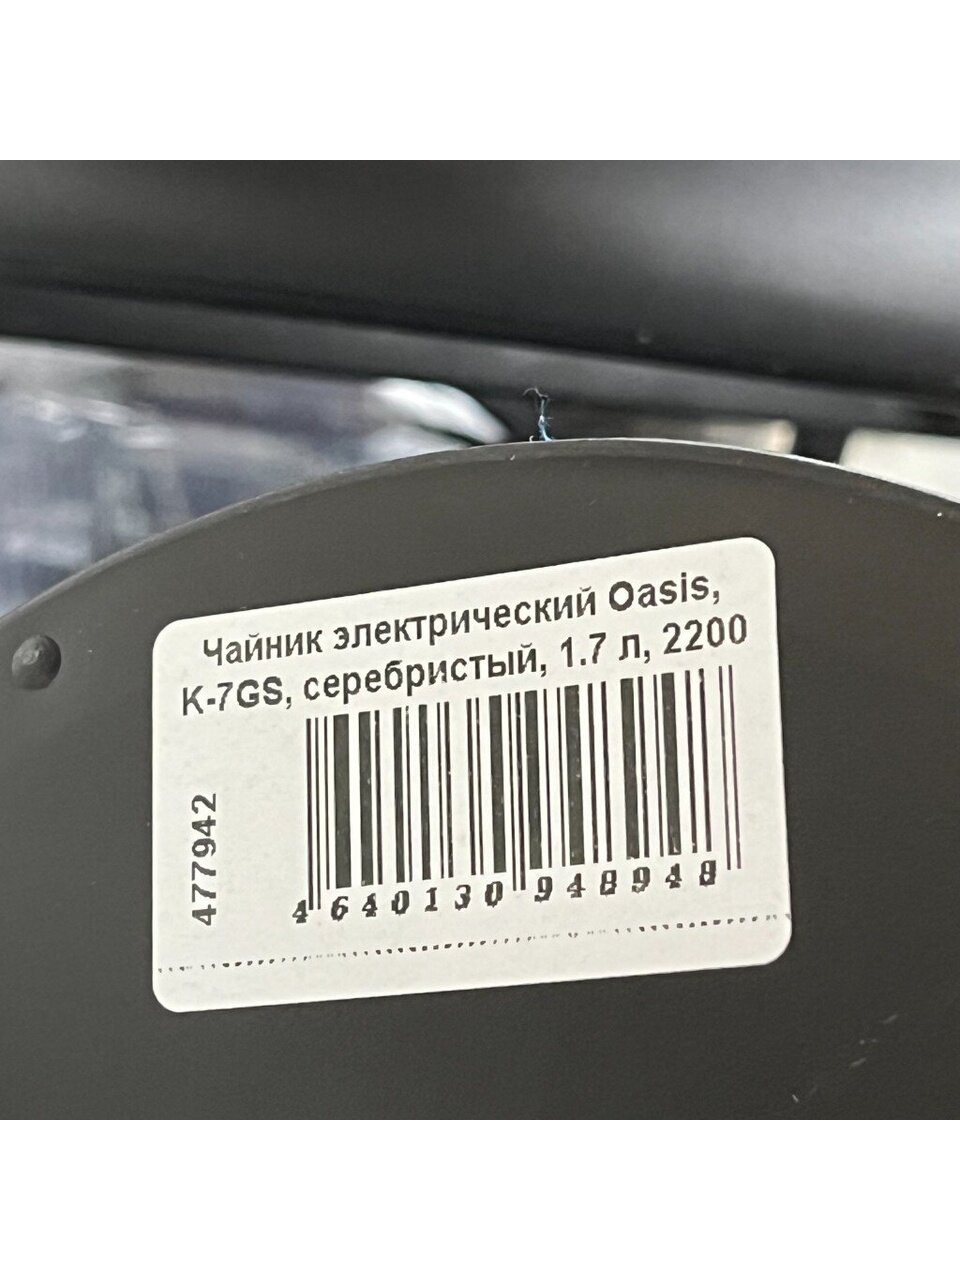 Чайник электрический Oasis,
K-7GS, серебристый, 1.7 л, 2200
477942
4 640130 948948